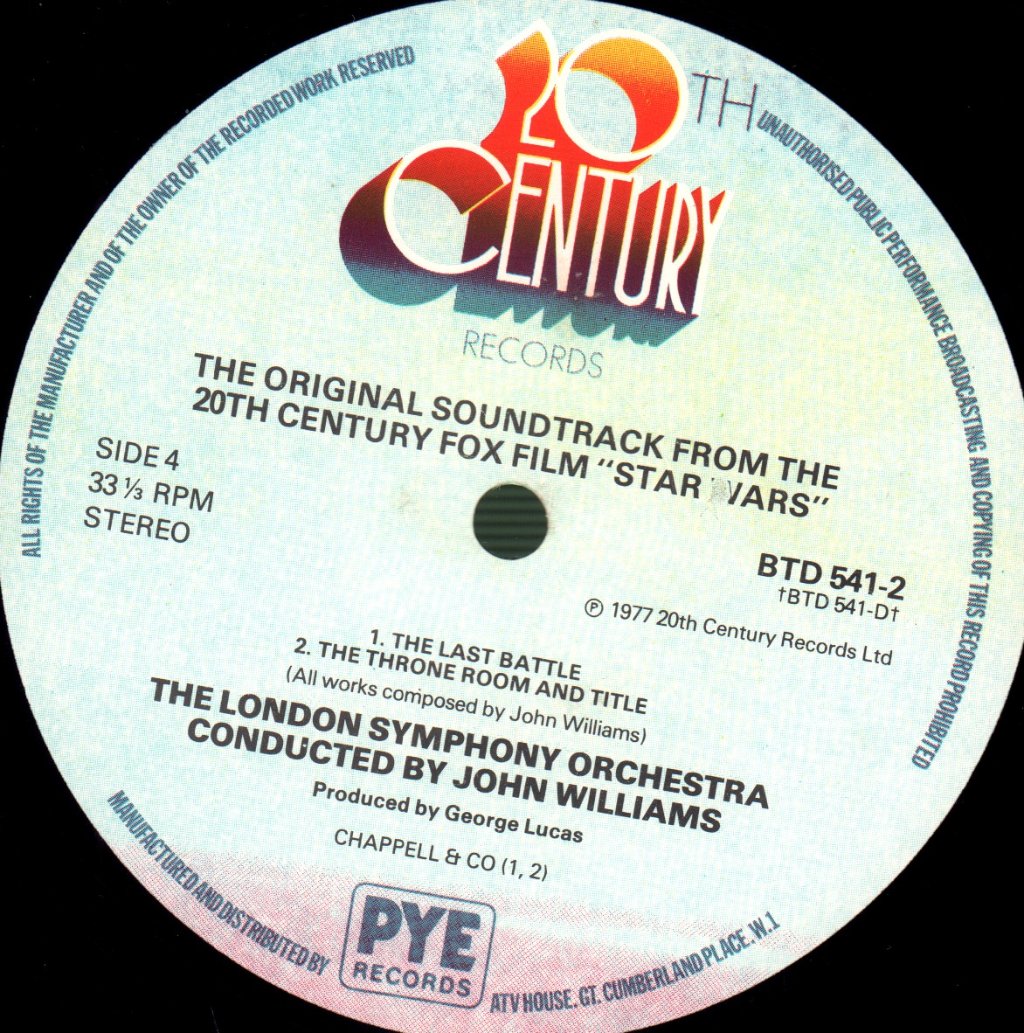 20TH
CENTURY
RECORDS
ALL RIGHTS OF THE MANUFACTURER AND OF THE OWNER OF THE RECORDED WORK RESERVED
UNAUTHORISED PUBLIC PERFORMANCE BROADCASTING AND COPYING OF THIS RECORD PROHIBITED
THE ORIGINAL SOUNDTRACK FROM THE
20TH CENTURY FOX FILM "STAR WARS"
SIDE 4
33 ⅓ RPM
STEREO
BTD 541-2
†BTD 541-D†
℗ 1977 20th Century Records Ltd
1. THE LAST BATTLE
2. THE THRONE ROOM AND TITLE
(All works composed by John Williams)
THE LONDON SYMPHONY ORCHESTRA
CONDUCTED BY JOHN WILLIAMS
Produced by George Lucas
CHAPPELL & CO (1, 2)
MANUFACTURED AND DISTRIBUTED BY
PYE
RECORDS
ATV HOUSE. GT. CUMBERLAND PLACE. W.1